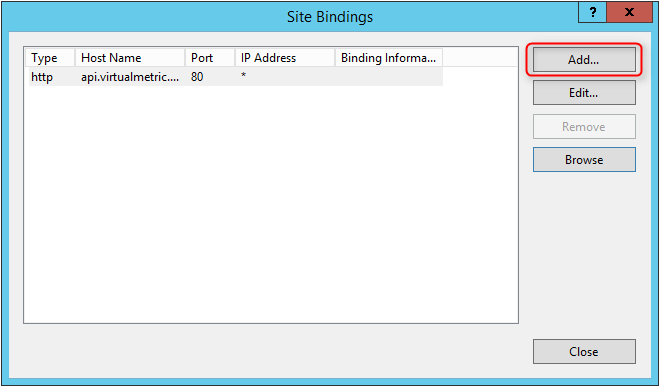 Site Bindings
? x
Type Host Name Port IP Address Binding Informa...
http api.virtualmetric.... 80 *
Add...
Edit...
Remove
Browse
Close